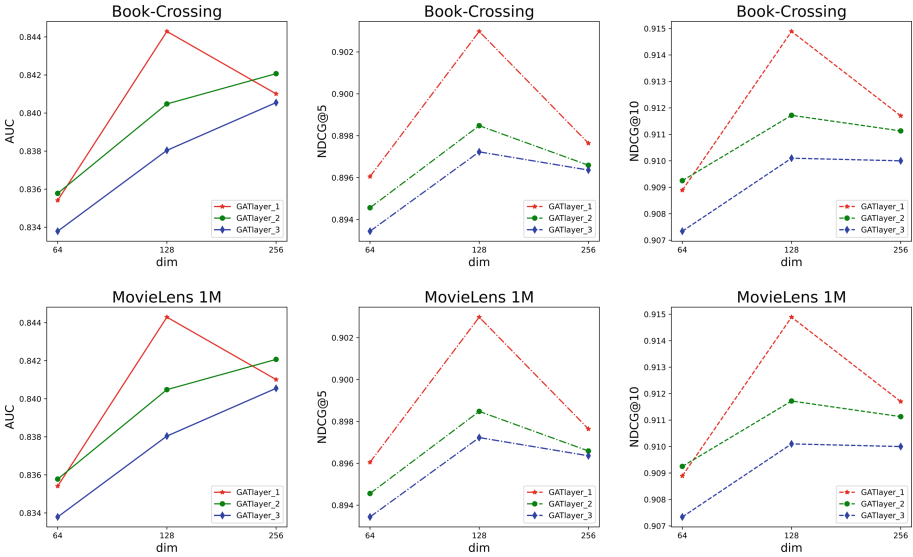 Book-Crossing
0.844
0.842
0.840
0.838
0.836
0.834
AUC
GATlayer_1
GATlayer_2
GATlayer_3
64
128
256
dim
Book-Crossing
0.902
0.900
0.898
0.896
0.894
NDCG@5
GATlayer_1
GATlayer_2
GATlayer_3
64
128
256
dim
Book-Crossing
0.915
0.914
0.913
0.912
0.911
0.910
0.909
0.908
0.907
NDCG@10
GATlayer_1
GATlayer_2
GATlayer_3
64
128
256
dim
MovieLens 1M
0.844
0.842
0.840
0.838
0.836
0.834
AUC
GATlayer_1
GATlayer_2
GATlayer_3
64
128
256
dim
MovieLens 1M
0.902
0.900
0.898
0.896
0.894
NDCG@5
GATlayer_1
GATlayer_2
GATlayer_3
64
128
256
dim
MovieLens 1M
0.915
0.914
0.913
0.912
0.911
0.910
0.909
0.908
0.907
NDCG@10
GATlayer_1
GATlayer_2
GATlayer_3
64
128
256
dim